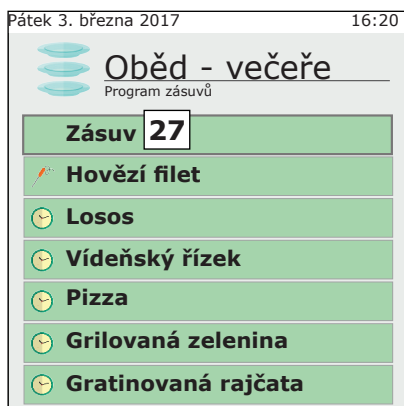 Pátek 3. března 2017 16:20
Oběd - večeře
Program zásuvů
Zásuv 27
Hovězí filet
Losos
Vídeňský řízek
Pizza
Grilovaná zelenina
Gratinovaná rajčata